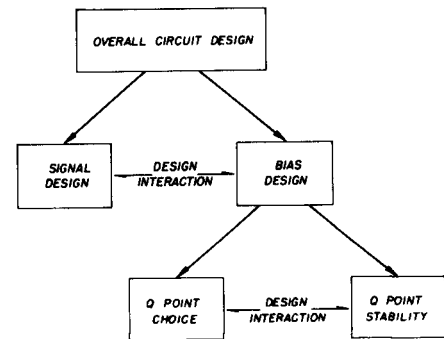 OVERALL CIRCUIT DESIGN
SIGNAL
DESIGN
DESIGN
INTERACTION
BIAS
DESIGN
Q POINT
CHOICE
DESIGN
INTERACTION
Q POINT
STABILITY